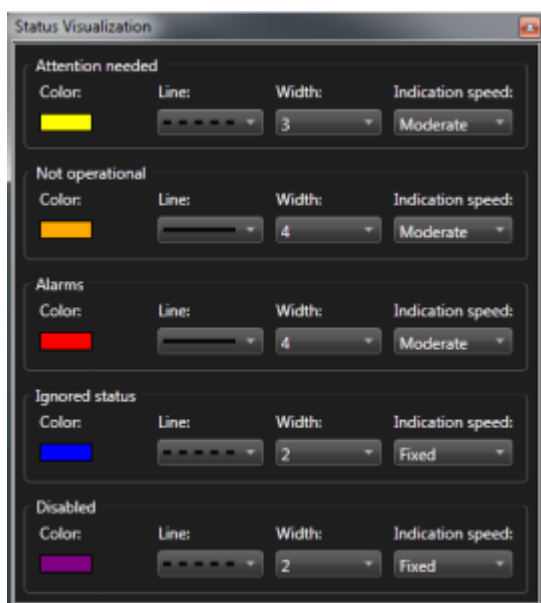 Status Visualization
Attention needed
Color: Line: Width: Indication speed:
3 Moderate
Not operational
Color: Line: Width: Indication speed:
4 Moderate
Alarms
Color: Line: Width: Indication speed:
4 Moderate
Ignored status
Color: Line: Width: Indication speed:
2 Fixed
Disabled
Color: Line: Width: Indication speed:
2 Fixed